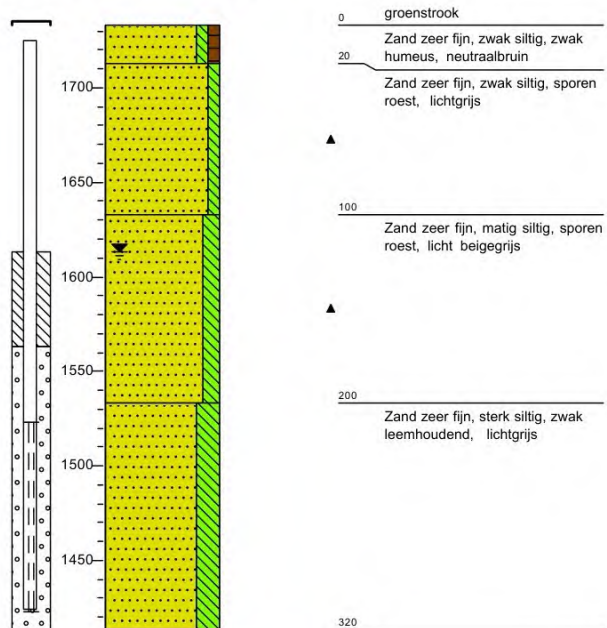 0
groenstrook
Zand zeer fijn, zwak siltig, zwak
humeus, neutraalbruin
20
Zand zeer fijn, zwak siltig, sporen
roest, lichtgrijs
1700
1650
100
Zand zeer fijn, matig siltig, sporen
roest, licht beigegrijs
1600
1550
200
Zand zeer fijn, sterk siltig, zwak
leemhoudend, lichtgrijs
1500
1450
320